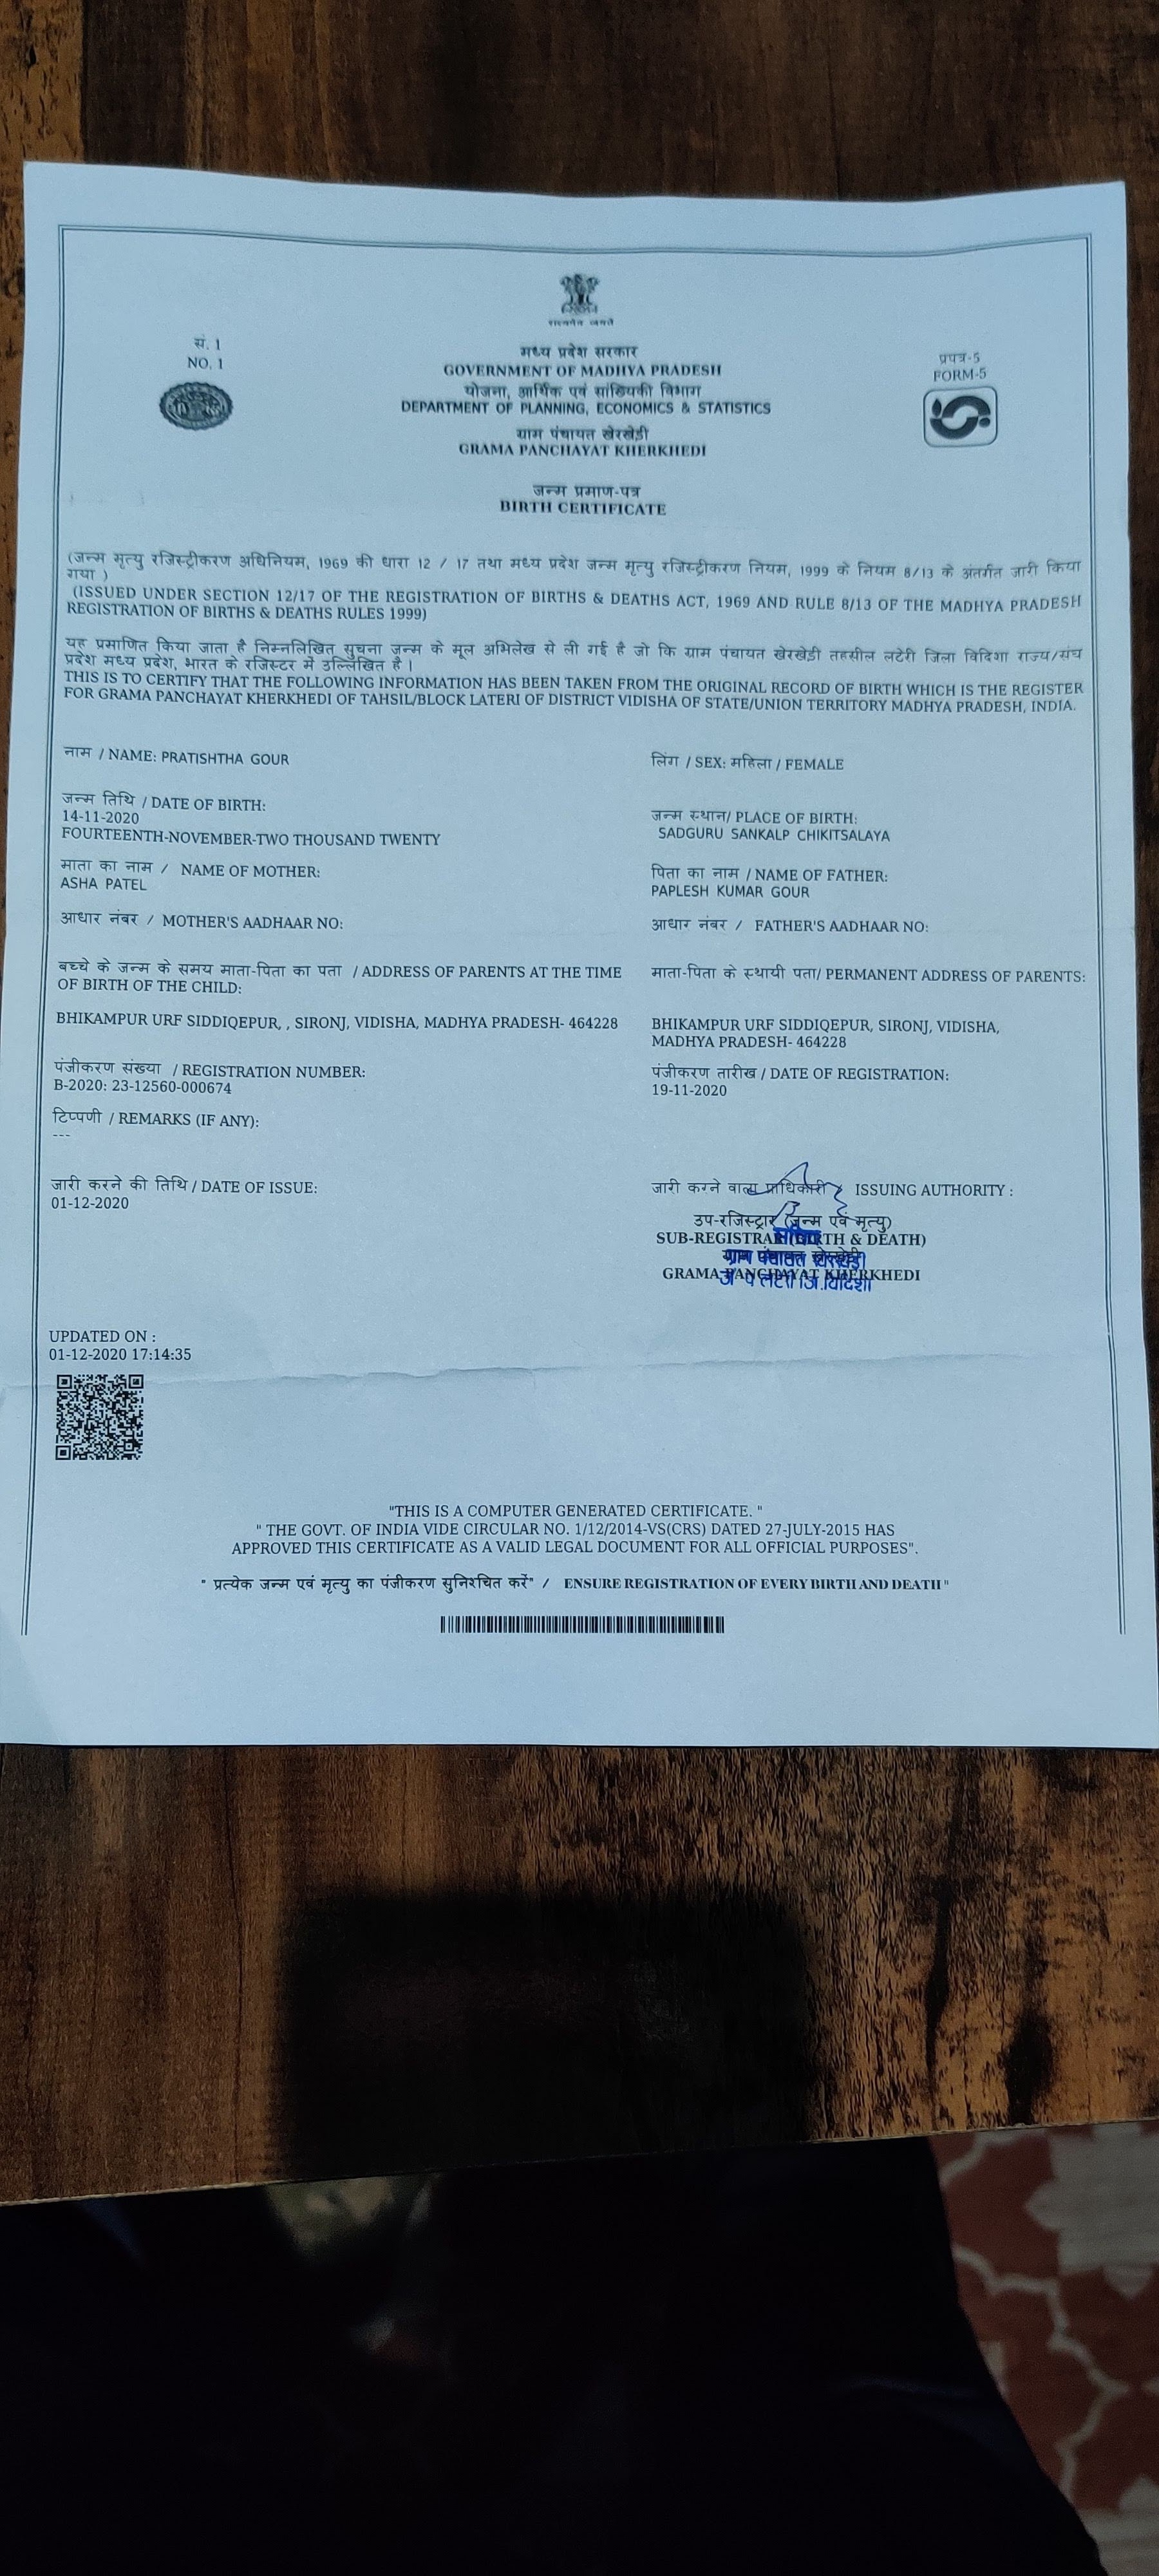 सत्यमेव जयते
सं. 1
NO. 1
मध्य प्रदेश सरकार
GOVERNMENT OF MADHYA PRADESH
योजना, आर्थिक एवं सांख्यिकी विभाग
DEPARTMENT OF PLANNING, ECONOMICS & STATISTICS
ग्राम पंचायत खेरखेड़ी
GRAMA PANCHAYAT KHERKHEDI
प्रपत्र-5
FORM-5
जन्म प्रमाण-पत्र
BIRTH CERTIFICATE
(जन्म मृत्यु रजिस्ट्रीकरण अधिनियम, 1969 की धारा 12 / 17 तथा मध्य प्रदेश जन्म मृत्यु रजिस्ट्रीकरण नियम, 1999 के नियम 8/13 के अंतर्गत जारी किया
गया )
(ISSUED UNDER SECTION 12/17 OF THE REGISTRATION OF BIRTHS & DEATHS ACT, 1969 AND RULE 8/13 OF THE MADHYA PRADESH
REGISTRATION OF BIRTHS & DEATHS RULES 1999)
यह प्रमाणित किया जाता है निम्नलिखित सूचना जन्म के मूल अभिलेख से ली गई है जो कि ग्राम पंचायत खेरखेड़ी तहसील लटेरी जिला विदिशा राज्य/संघ
प्रदेश मध्य प्रदेश, भारत के रजिस्टर में उल्लिखित है।
THIS IS TO CERTIFY THAT THE FOLLOWING INFORMATION HAS BEEN TAKEN FROM THE ORIGINAL RECORD OF BIRTH WHICH IS THE REGISTER
FOR GRAMA PANCHAYAT KHERKHEDI OF TAHSIL/BLOCK LATERI OF DISTRICT VIDISHA OF STATE/UNION TERRITORY MADHYA PRADESH, INDIA.
नाम / NAME: PRATISHTHA GOUR
लिंग / SEX: महिला / FEMALE
जन्म तिथि / DATE OF BIRTH:
14-11-2020
FOURTEENTH-NOVEMBER-TWO THOUSAND TWENTY
जन्म स्थान/ PLACE OF BIRTH:
SADGURU SANKALP CHIKITSALAYA
माता का नाम / NAME OF MOTHER:
ASHA PATEL
पिता का नाम / NAME OF FATHER:
PAPLESH KUMAR GOUR
आधार नंबर / MOTHER'S AADHAAR NO:
आधार नंबर / FATHER'S AADHAAR NO:
बच्चे के जन्म के समय माता-पिता का पता / ADDRESS OF PARENTS AT THE TIME
OF BIRTH OF THE CHILD:
BHIKAMPUR URF SIDDIQEPUR, , SIRONJ, VIDISHA, MADHYA PRADESH- 464228
माता-पिता के स्थायी पता/ PERMANENT ADDRESS OF PARENTS:
BHIKAMPUR URF SIDDIQEPUR, SIRONJ, VIDISHA,
MADHYA PRADESH- 464228
पंजीकरण संख्या / REGISTRATION NUMBER:
B-2020: 23-12560-000674
पंजीकरण तारीख / DATE OF REGISTRATION:
19-11-2020
टिप्पणी / REMARKS (IF ANY):
---
जारी करने की तिथि / DATE OF ISSUE:
01-12-2020
जारी करने वाला प्राधिकारी / ISSUING AUTHORITY :
उप-रजिस्ट्रार (जन्म एवं मृत्यु)
SUB-REGISTRAR (BIRTH & DEATH)
ग्राम पंचायत खेरखेड़ी
GRAMA PANCHAYAT KHERKHEDI
सचिव
ग्राम पंचायत खेरखेड़ी
ज प लटेरी जि.विदिशा
UPDATED ON :
01-12-2020 17:14:35
"THIS IS A COMPUTER GENERATED CERTIFICATE. "
" THE GOVT. OF INDIA VIDE CIRCULAR NO. 1/12/2014-VS(CRS) DATED 27-JULY-2015 HAS
APPROVED THIS CERTIFICATE AS A VALID LEGAL DOCUMENT FOR ALL OFFICIAL PURPOSES".
" प्रत्येक जन्म एवं मृत्यु का पंजीकरण सुनिश्चित करें" / ENSURE REGISTRATION OF EVERY BIRTH AND DEATH "